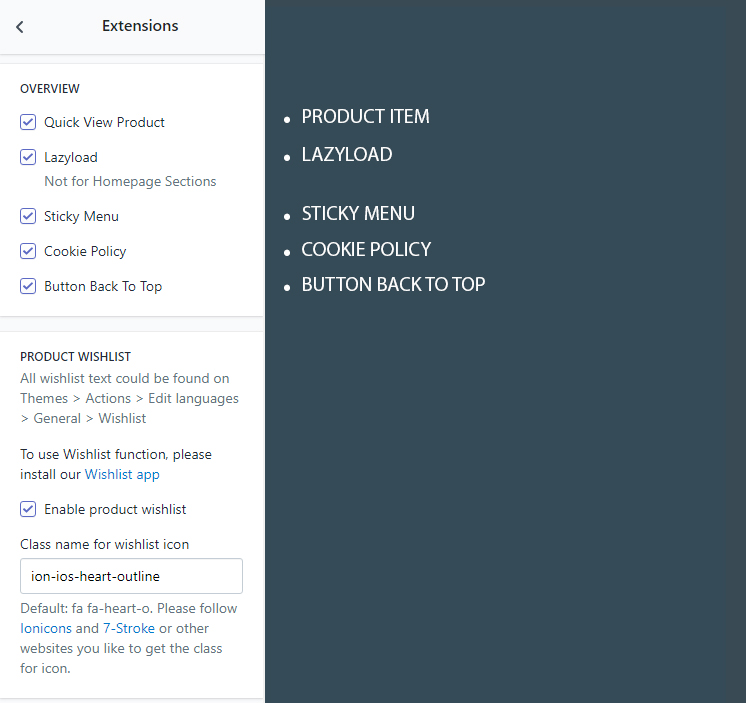 Extensions
OVERVIEW
Quick View Product
Lazyload
Not for Homepage Sections
Sticky Menu
Cookie Policy
Button Back To Top
PRODUCT WISHLIST
All wishlist text could be found on
Themes > Actions > Edit languages
> General > Wishlist
To use Wishlist function, please
install our Wishlist app
Enable product wishlist
Class name for wishlist icon
ion-ios-heart-outline
Default: fa fa-heart-o. Please follow
Ionicons and 7-Stroke or other
websites you like to get the class
for icon.
• PRODUCT ITEM
• LAZYLOAD
• STICKY MENU
• COOKIE POLICY
• BUTTON BACK TO TOP